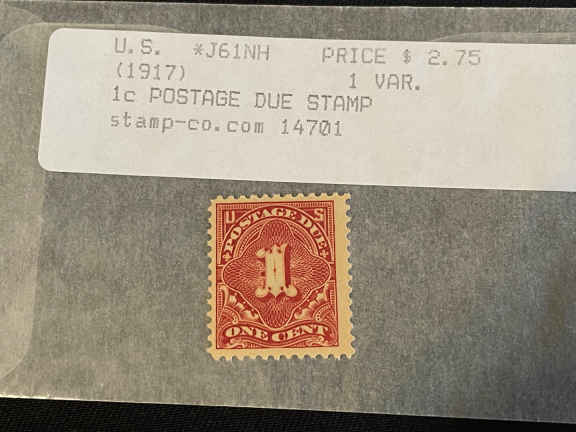 U.S. *J61NH PRICE $ 2.75
(1917) 1 VAR.
1c POSTAGE DUE STAMP
stamp-co.com 14701
U S
POSTAGE DUE
1
ONE CENT